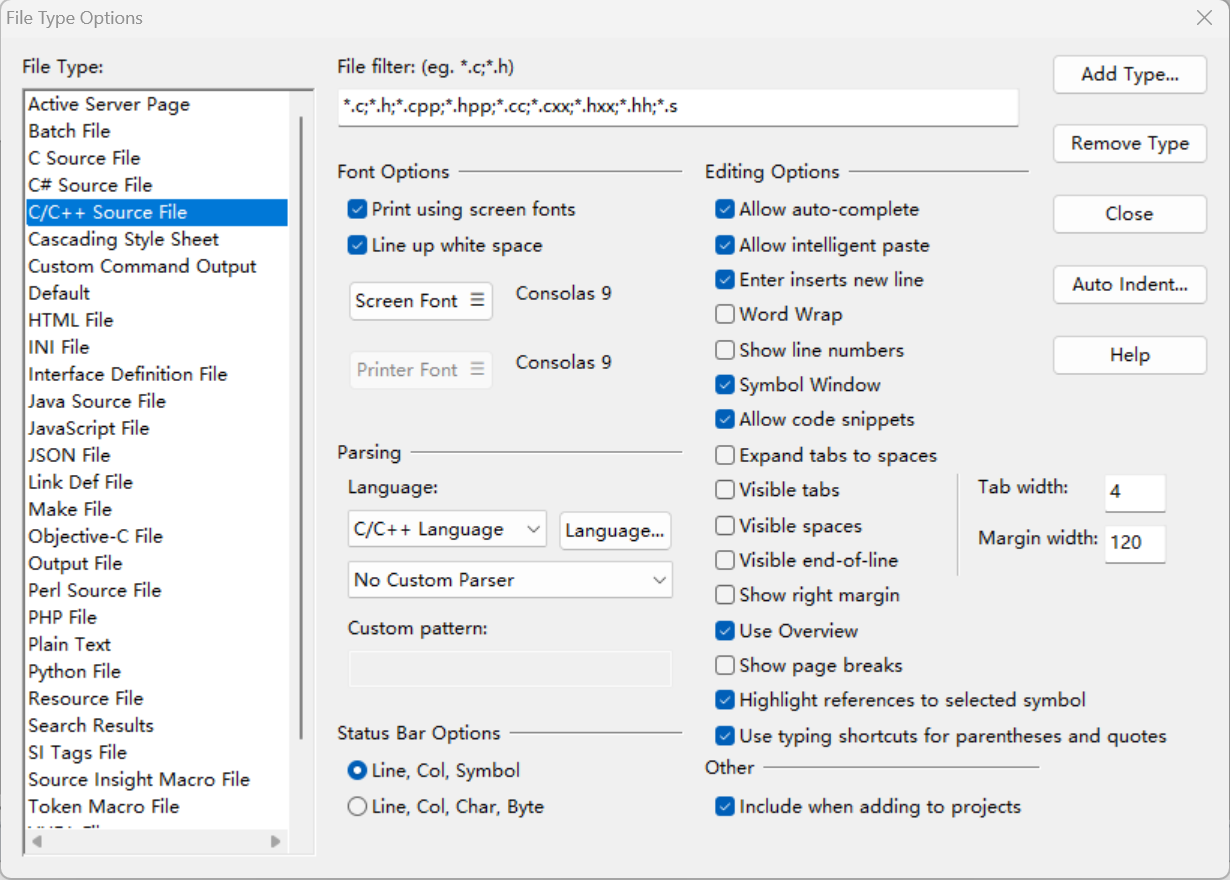 File Type Options
File Type:
Active Server Page
Batch File
C Source File
C# Source File
C/C++ Source File
Cascading Style Sheet
Custom Command Output
Default
HTML File
INI File
Interface Definition File
Java Source File
JavaScript File
JSON File
Link Def File
Make File
Objective-C File
Output File
Perl Source File
PHP File
Plain Text
Python File
Resource File
Search Results
SI Tags File
Source Insight Macro File
Token Macro File
File filter: (eg. *.c;*.h)
*.c;*.h;*.cpp;*.hpp;*.cc;*.cxx;*.hxx;*.hh;*.s
Font Options
Print using screen fonts
Line up white space
Screen Font
Consolas 9
Printer Font
Consolas 9
Parsing
Language:
C/C++ Language
Language...
No Custom Parser
Custom pattern:
Status Bar Options
Line, Col, Symbol
Line, Col, Char, Byte
Editing Options
Allow auto-complete
Allow intelligent paste
Enter inserts new line
Word Wrap
Show line numbers
Symbol Window
Allow code snippets
Expand tabs to spaces
Visible tabs
Visible spaces
Visible end-of-line
Show right margin
Use Overview
Show page breaks
Highlight references to selected symbol
Use typing shortcuts for parentheses and quotes
Tab width:
4
Margin width:
120
Other
Include when adding to projects
Add Type...
Remove Type
Close
Auto Indent...
Help